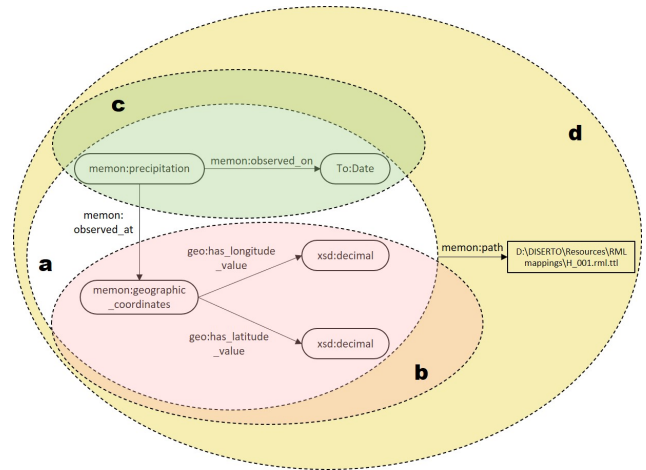 c
d
memon:observed_on
memon:precipitation
To:Date
memon:
observed_at
a
geo:has_longitude
_value
xsd:decimal
memon:path
D:\DISERTO\Resources\RML
mappings\H_001.rml.ttl
memon:geographic
_coordinates
geo:has_latitude
_value
xsd:decimal
b